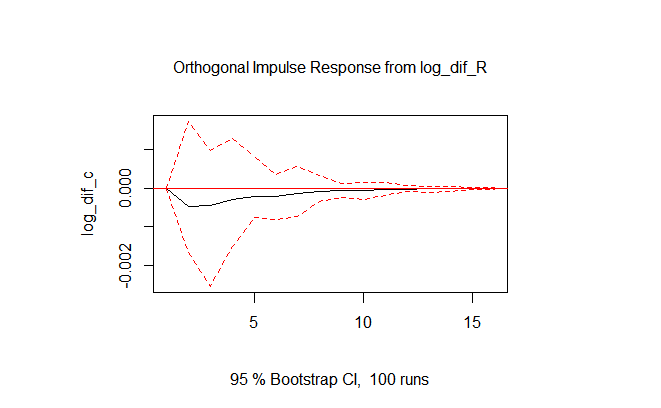 Orthogonal Impulse Response from log_dif_R
log_dif_c
0.000
-0.002
5
10
15
95 % Bootstrap CI,  100 runs